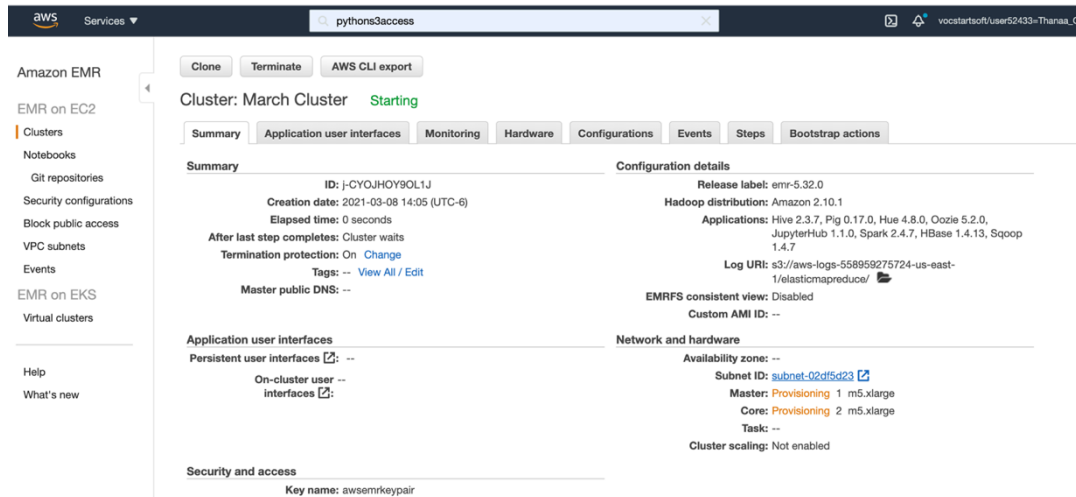 aws
Services ▼
pythons3access
vocstartsoft/user52433=Thanaa_
Amazon EMR
EMR on EC2
Clusters
Notebooks
Git repositories
Security configurations
Block public access
VPC subnets
Events
EMR on EKS
Virtual clusters
Help
What's new
Clone
Terminate
AWS CLI export
Cluster: March Cluster Starting
Summary
Application user interfaces
Monitoring
Hardware
Configurations
Events
Steps
Bootstrap actions
Summary
ID: j-CYOJHOY9OL1J
Creation date: 2021-03-08 14:05 (UTC-6)
Elapsed time: 0 seconds
After last step completes: Cluster waits
Termination protection: On Change
Tags: -- View All / Edit
Master public DNS: --
Configuration details
Release label: emr-5.32.0
Hadoop distribution: Amazon 2.10.1
Applications: Hive 2.3.7, Pig 0.17.0, Hue 4.8.0, Oozie 5.2.0,
JupyterHub 1.1.0, Spark 2.4.7, HBase 1.4.13, Sqoop
1.4.7
Log URI: s3://aws-logs-558959275724-us-east-
1/elasticmapreduce/
EMRFS consistent view: Disabled
Custom AMI ID: --
Application user interfaces
Persistent user interfaces : --
On-cluster user --
interfaces :
Network and hardware
Availability zone: --
Subnet ID: subnet-02df5d23
Master: Provisioning 1 m5.xlarge
Core: Provisioning 2 m5.xlarge
Task: --
Cluster scaling: Not enabled
Security and access
Key name: awsemrkeypair